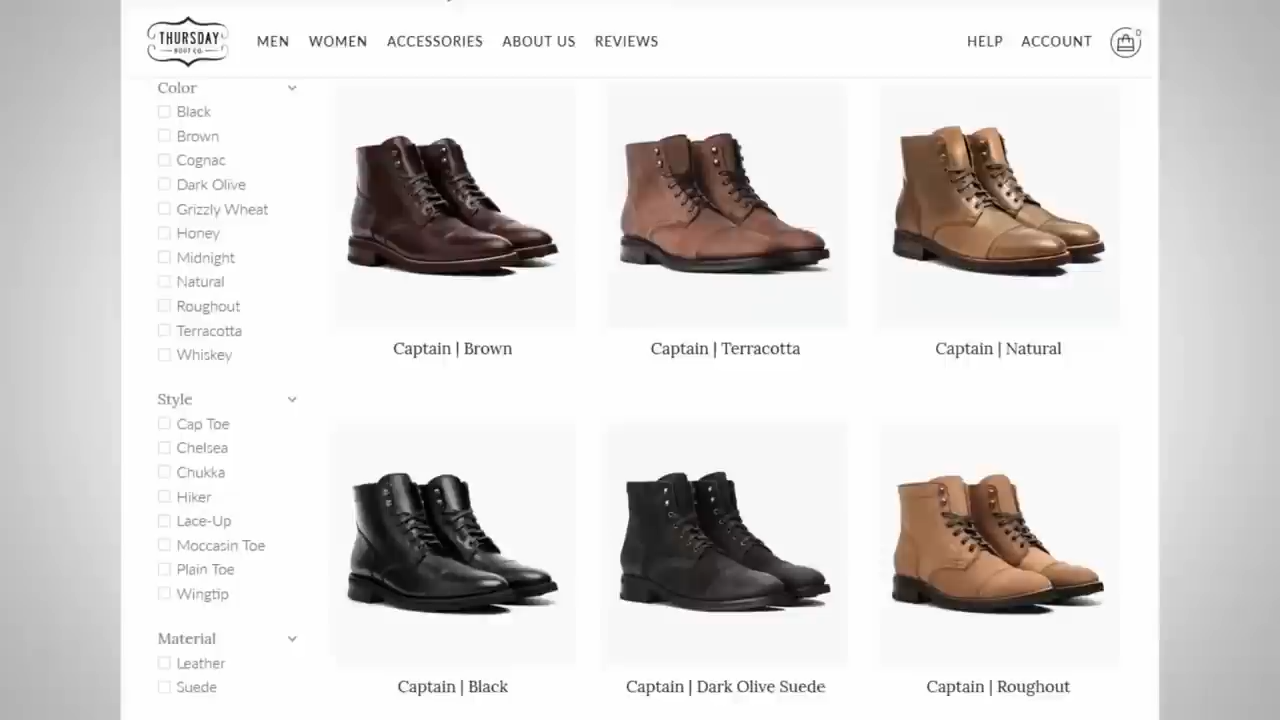 THURSDAY
BOOT CO.
MEN WOMEN ACCESSORIES ABOUT US REVIEWS HELP ACCOUNT 0
Color
Black
Brown
Cognac
Dark Olive
Grizzly Wheat
Honey
Midnight
Natural
Roughout
Terracotta
Whiskey
Style
Cap Toe
Chelsea
Chukka
Hiker
Lace-Up
Moccasin Toe
Plain Toe
Wingtip
Material
Leather
Suede
Captain | Brown
Captain | Terracotta
Captain | Natural
Captain | Black
Captain | Dark Olive Suede
Captain | Roughout